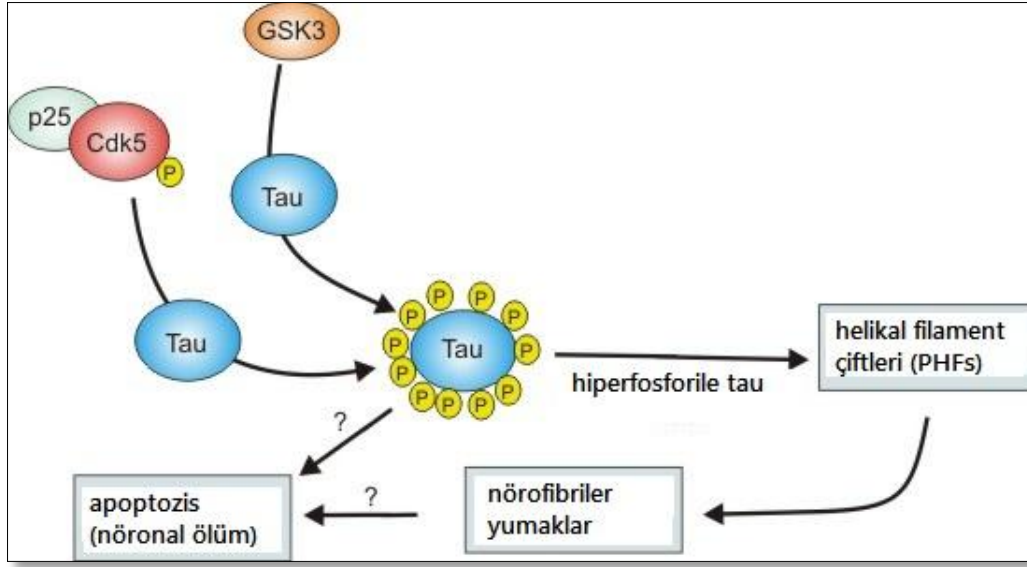 GSK3
p25
Cdk5
P
Tau
Tau
P
P
P
P
P
P
Tau
P
P
P
P
P
P
helikal filament
çiftleri (PHFs)
hiperfosforile tau
?
apoptozis
(nöronal ölüm)
?
nörofibriler
yumaklar